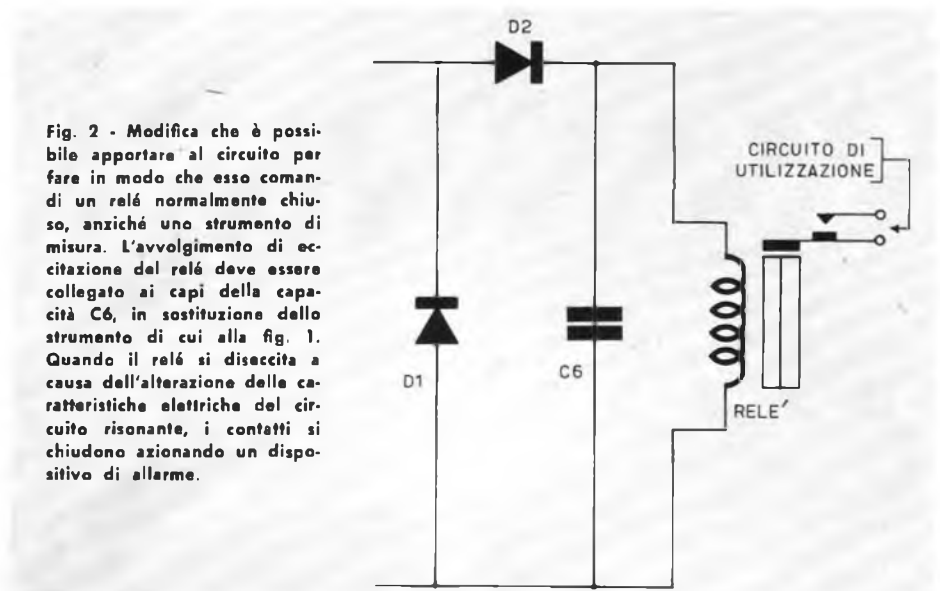 Fig. 2 - Modifica che è possi-
bile apportare al circuito per
fare in modo che esso coman-
di un relé normalmente chiu-
so, anziché uno strumento di
misura. L'avvolgimento di ec-
citazione del relé deve essere
collegato ai capi della capa-
cità C6, in sostituzione dello
strumento di cui alla fig. 1.
Quando il relé si diseccita a
causa dell'alterazione delle ca-
ratteristiche elettriche del cir-
cuito risonante, i contatti si
chiudono azionando un dispo-
sitivo di allarme.
D2
D1
C6
CIRCUITO DI
UTILIZZAZIONE
RELE'